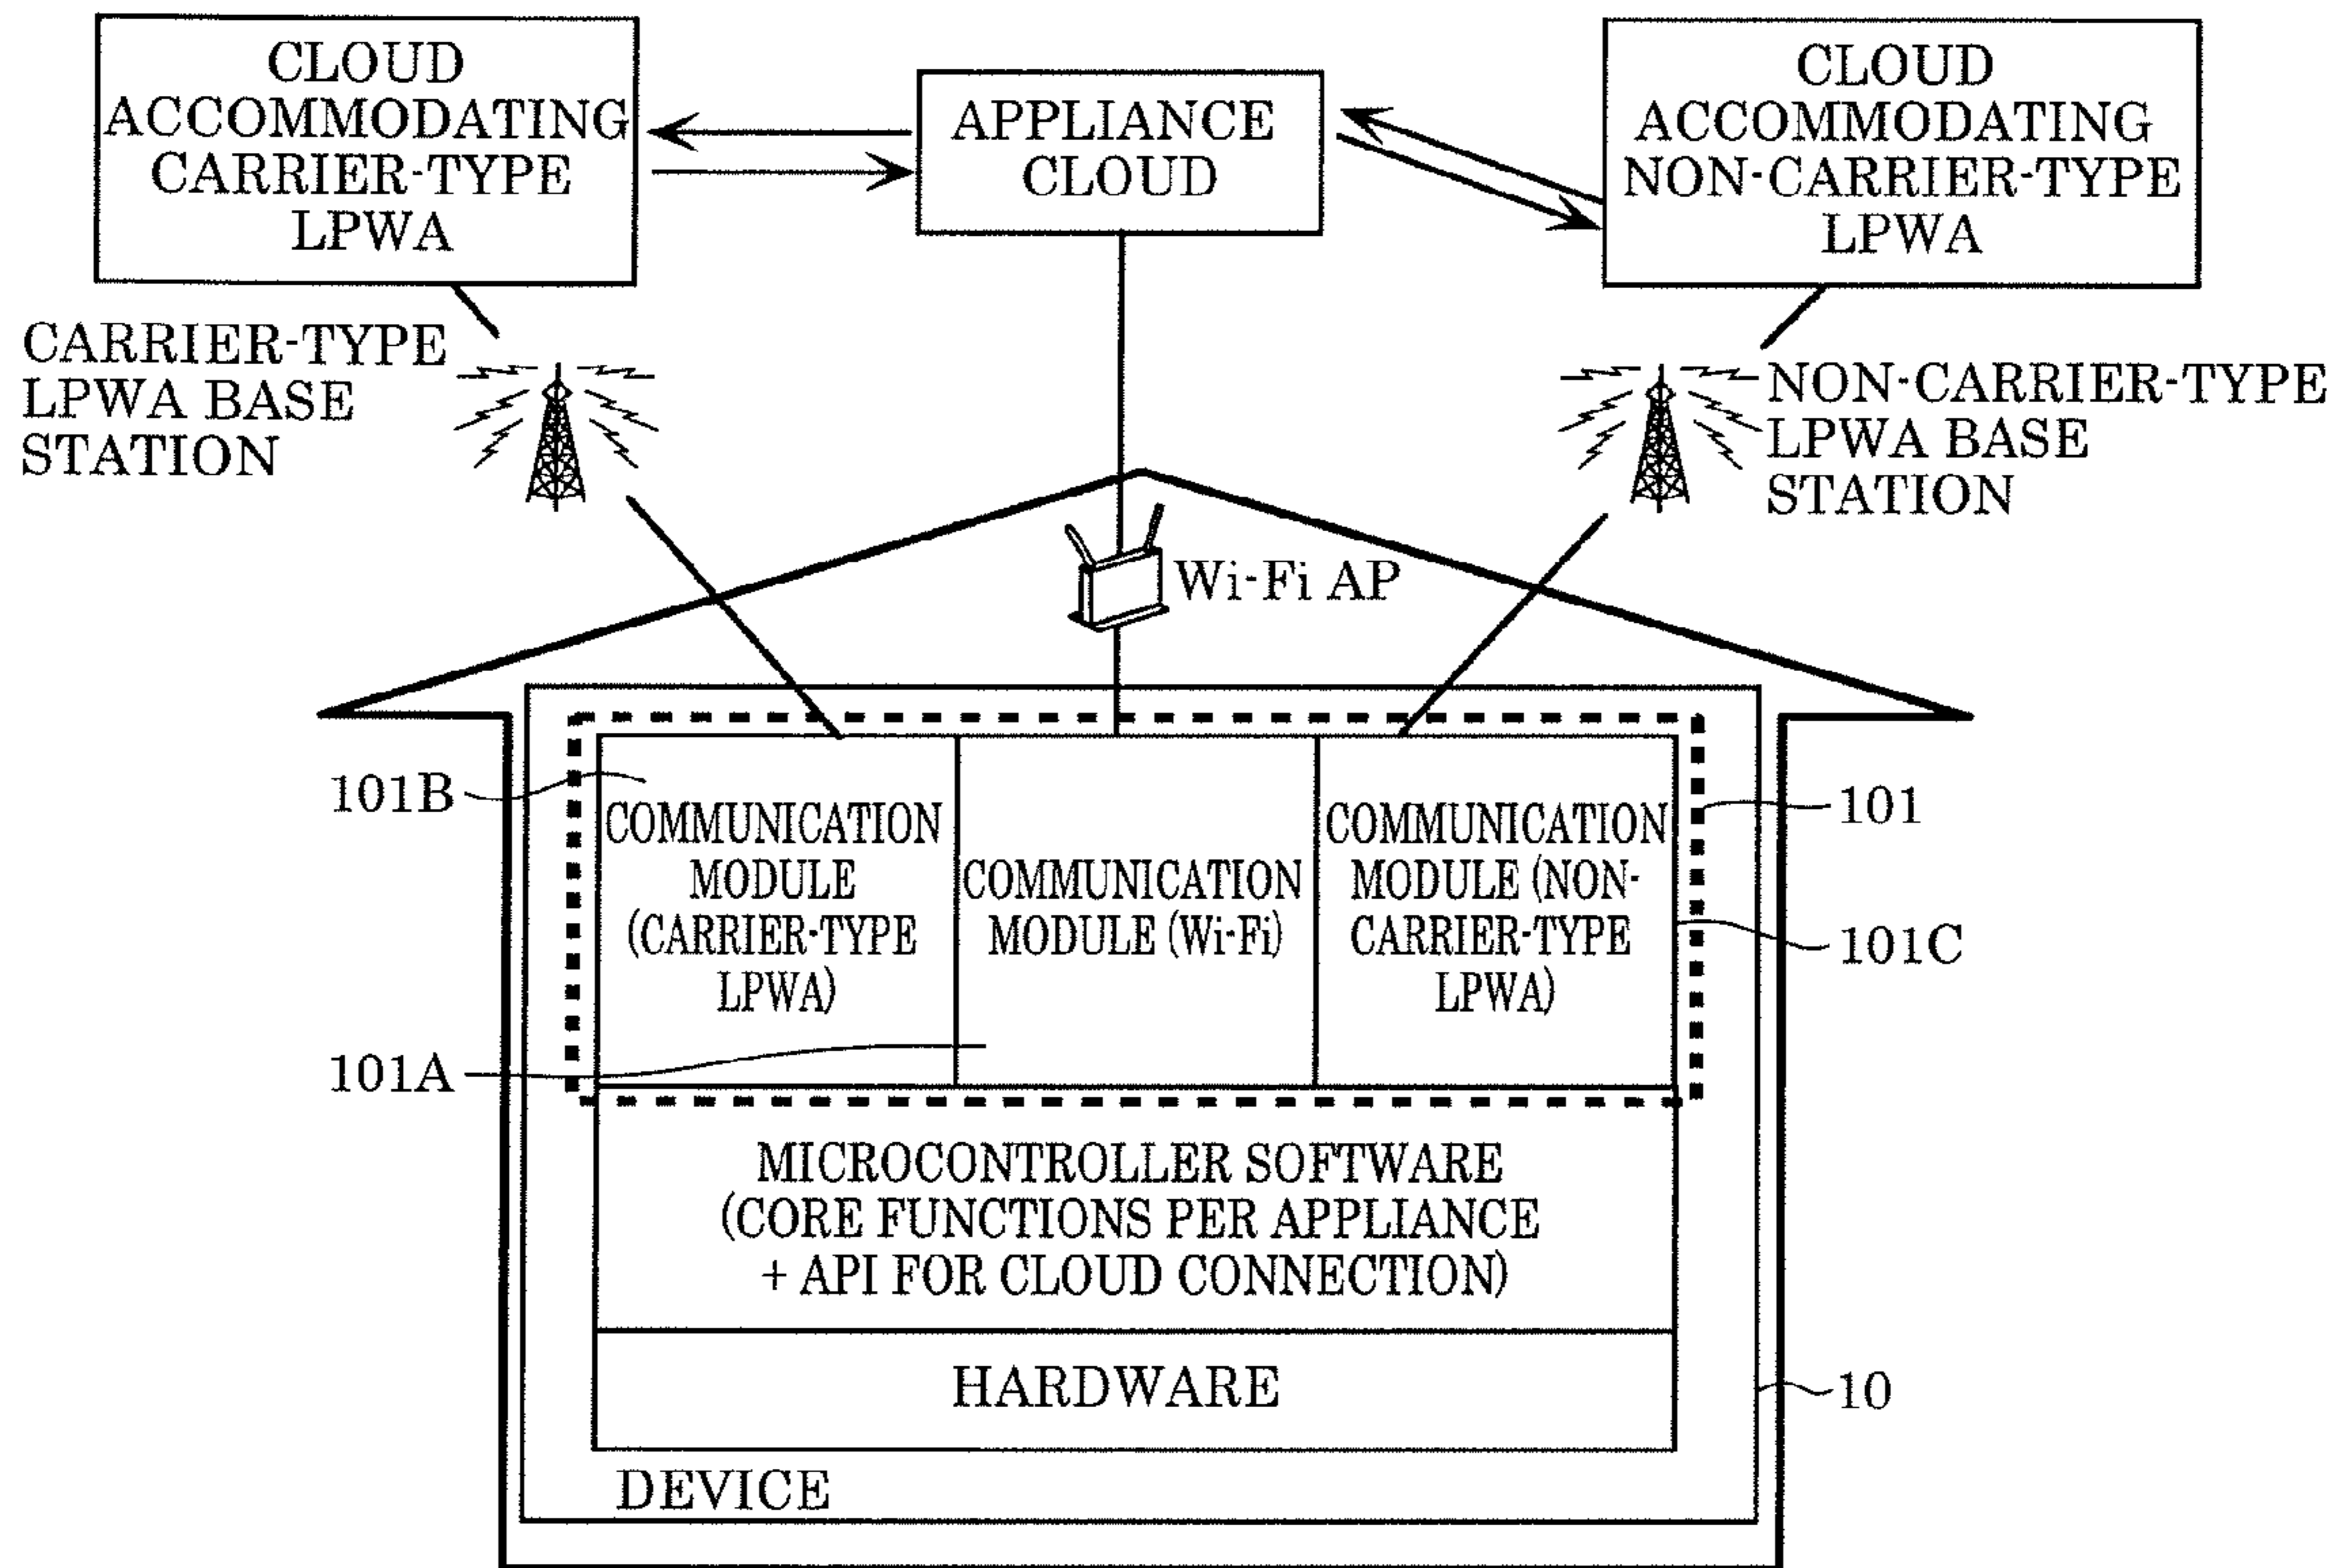 CLOUD
ACCOMMODATING
CARRIER-TYPE
LPWA
APPLIANCE
CLOUD
CLOUD
ACCOMMODATING
NON-CARRIER-TYPE
LPWA
CARRIER-TYPE
LPWA BASE
STATION
NON-CARRIER-TYPE
LPWA BASE
STATION
Wi-Fi AP
101B
COMMUNICATION
MODULE
(CARRIER-TYPE
LPWA)
COMMUNICATION
MODULE (Wi-Fi)
COMMUNICATION
MODULE (NON-
CARRIER-TYPE
LPWA)
101
101C
101A
MICROCONTROLLER SOFTWARE
(CORE FUNCTIONS PER APPLIANCE
+ API FOR CLOUD CONNECTION)
HARDWARE
10
DEVICE